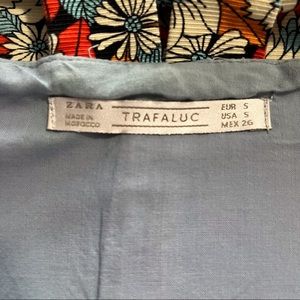 ZARA
MADE IN
MOROCCO
TRAFALUC
EUR S
USA S
MEX 26